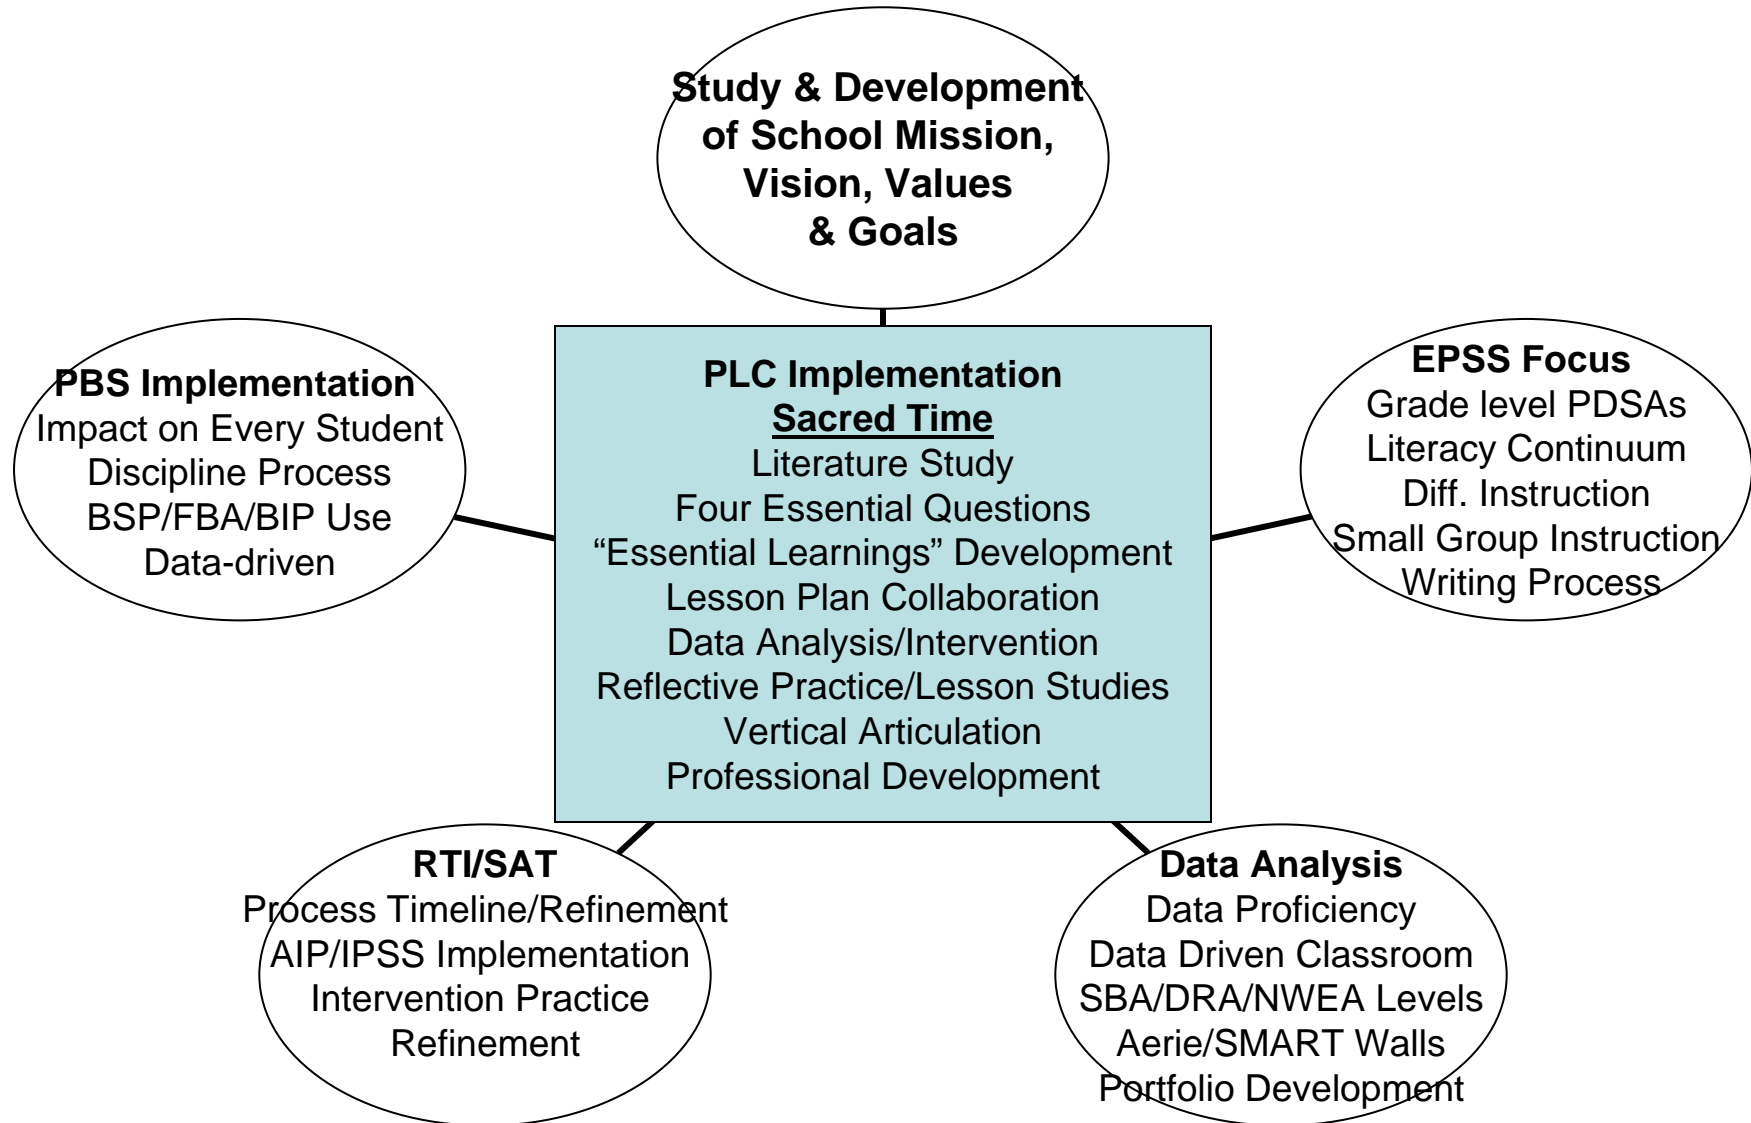 Study & Development
of School Mission,
Vision, Values
& Goals
PBS Implementation
Impact on Every Student
Discipline Process
BSP/FBA/BIP Use
Data-driven
PLC Implementation
Sacred Time
Literature Study
Four Essential Questions
“Essential Learnings” Development
Lesson Plan Collaboration
Data Analysis/Intervention
Reflective Practice/Lesson Studies
Vertical Articulation
Professional Development
EPSS Focus
Grade level PDSAs
Literacy Continuum
Diff. Instruction
Small Group Instruction
Writing Process
RTI/SAT
Process Timeline/Refinement
AIP/IPSS Implementation
Intervention Practice
Refinement
Data Analysis
Data Proficiency
Data Driven Classroom
SBA/DRA/NWEA Levels
Aerie/SMART Walls
Portfolio Development